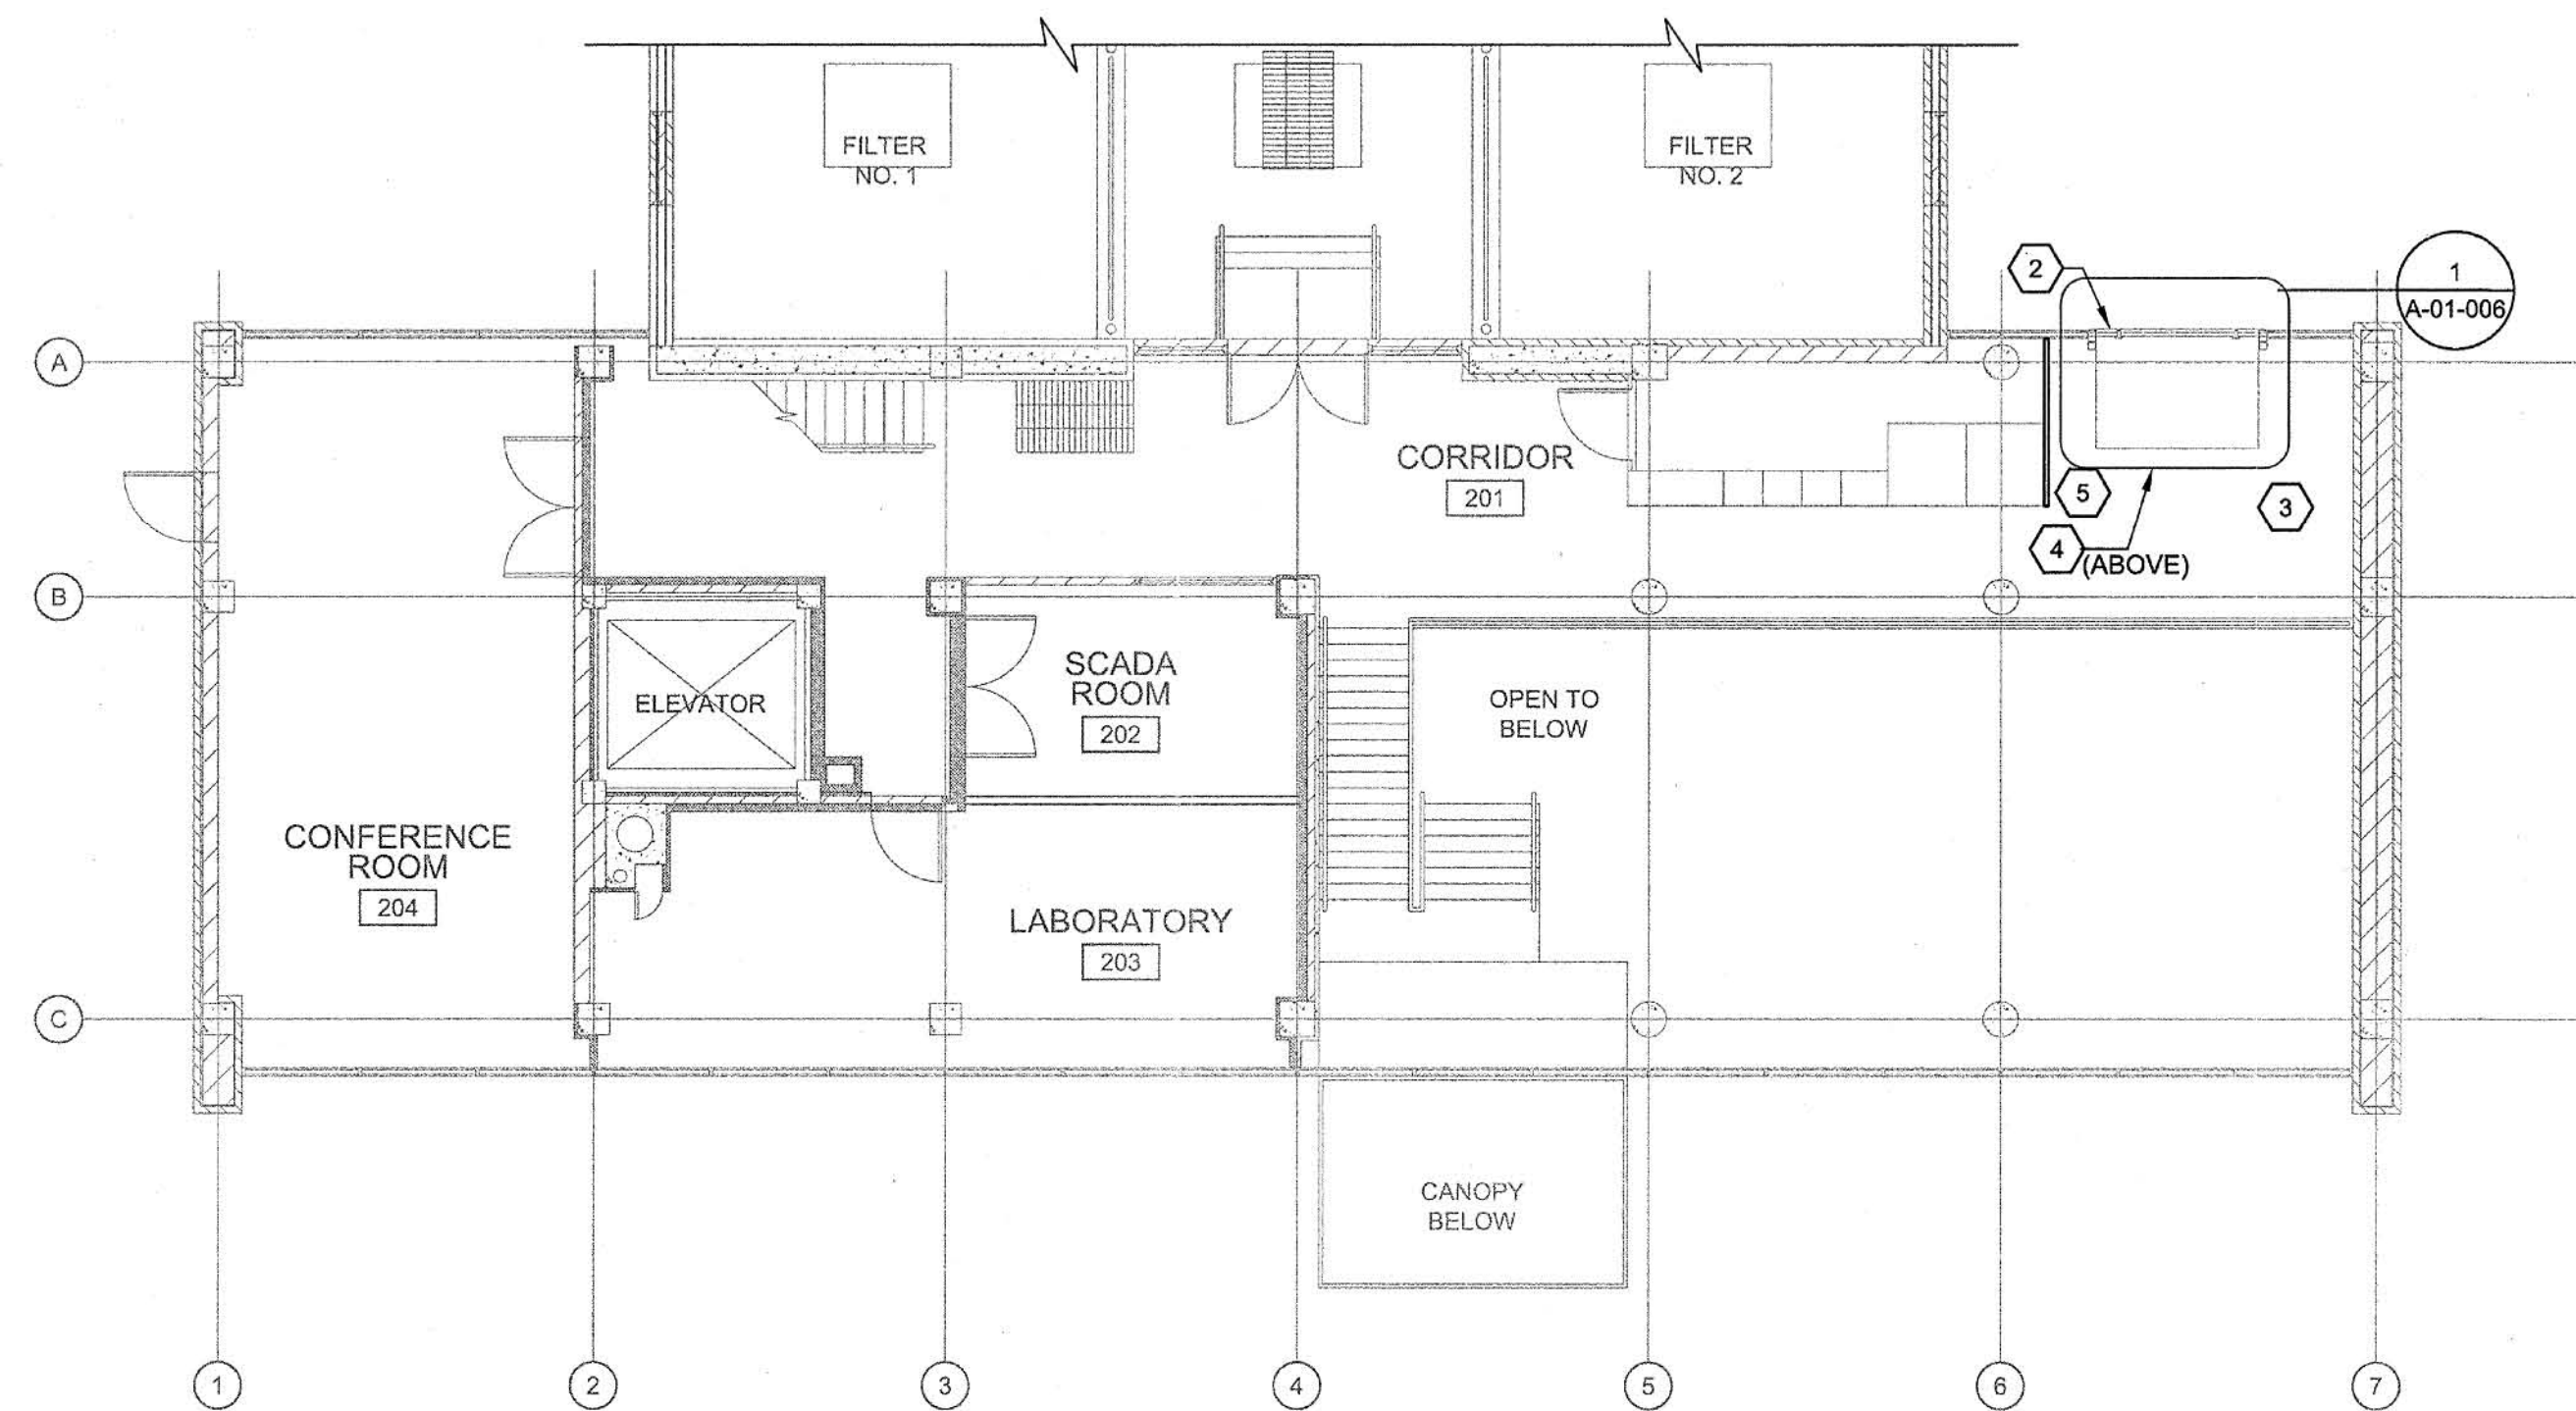 FILTER
NO. 1
FILTER
NO. 2
2
1
A-01-006
A
CORRIDOR
201
5
3
4
(ABOVE)
B
ELEVATOR
SCADA
ROOM
202
OPEN TO
BELOW
CONFERENCE
ROOM
204
LABORATORY
203
C
CANOPY
BELOW
1
2
3
4
5
6
7